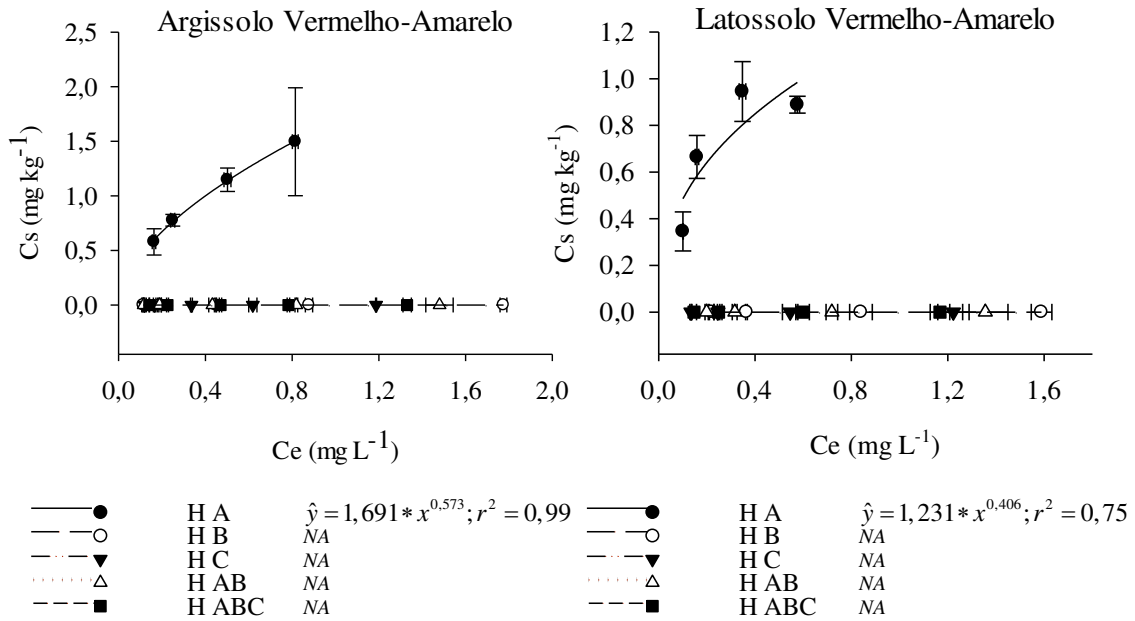 Argissolo Vermelho-Amarelo
2,5
2,0
1,5
1,0
0,5
0,0
Cs (mg kg-1)
0,0 0,4 0,8 1,2 1,6 2,0
Ce (mg L-1)
Latossolo Vermelho-Amarelo
1,2
1,0
0,8
0,6
0,4
0,2
0,0
Cs (mg kg-1)
0,0 0,4 0,8 1,2 1,6
Ce (mg L-1)
H A ŷ = 1,691* x^0,573; r² = 0,99
H B NA
H C NA
H AB NA
H ABC NA
H A ŷ = 1,231* x^0,406; r² = 0,75
H B NA
H C NA
H AB NA
H ABC NA